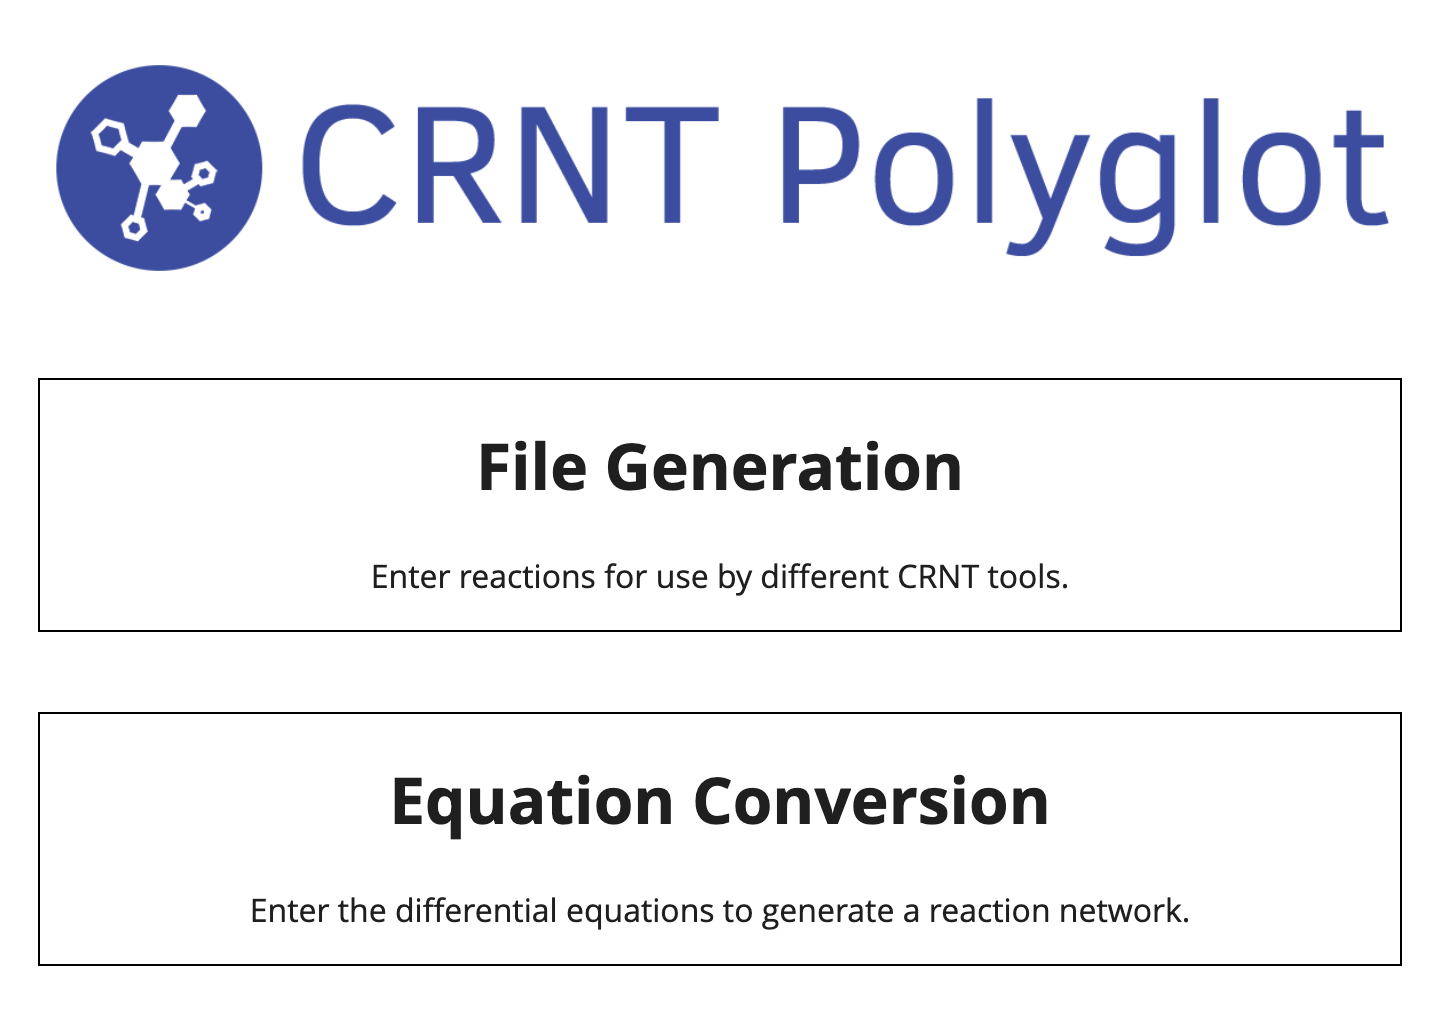 CRNT Polyglot
File Generation
Enter reactions for use by different CRNT tools.
Equation Conversion
Enter the differential equations to generate a reaction network.